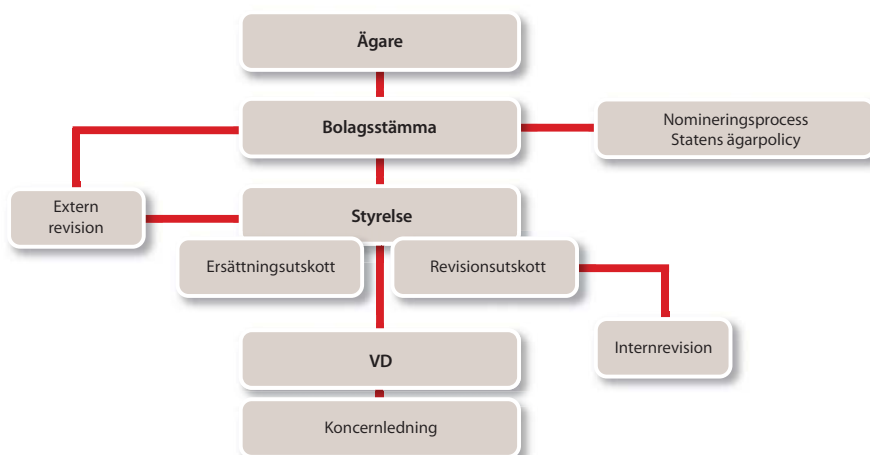 Ägare
Bolagsstämma
Nomineringsprocess
Statens ägarpolicy
Extern
revision
Styrelse
Ersättningsutskott
Revisionsutskott
Internrevision
VD
Koncernledning